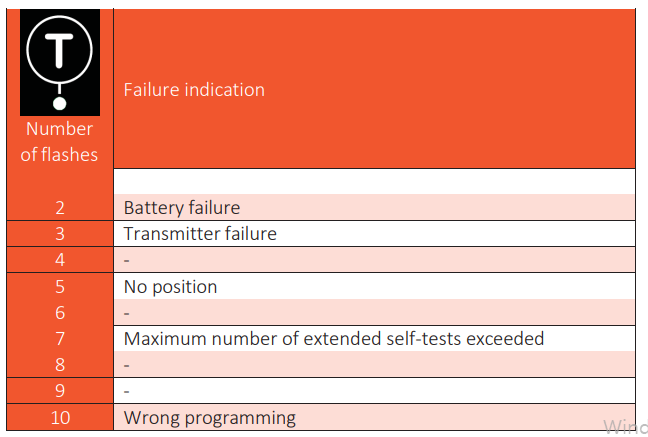 T
Number
of flashes
Failure indication
2 Battery failure
3 Transmitter failure
4 -
5 No position
6 -
7 Maximum number of extended self-tests exceeded
8 -
9 -
10 Wrong programming